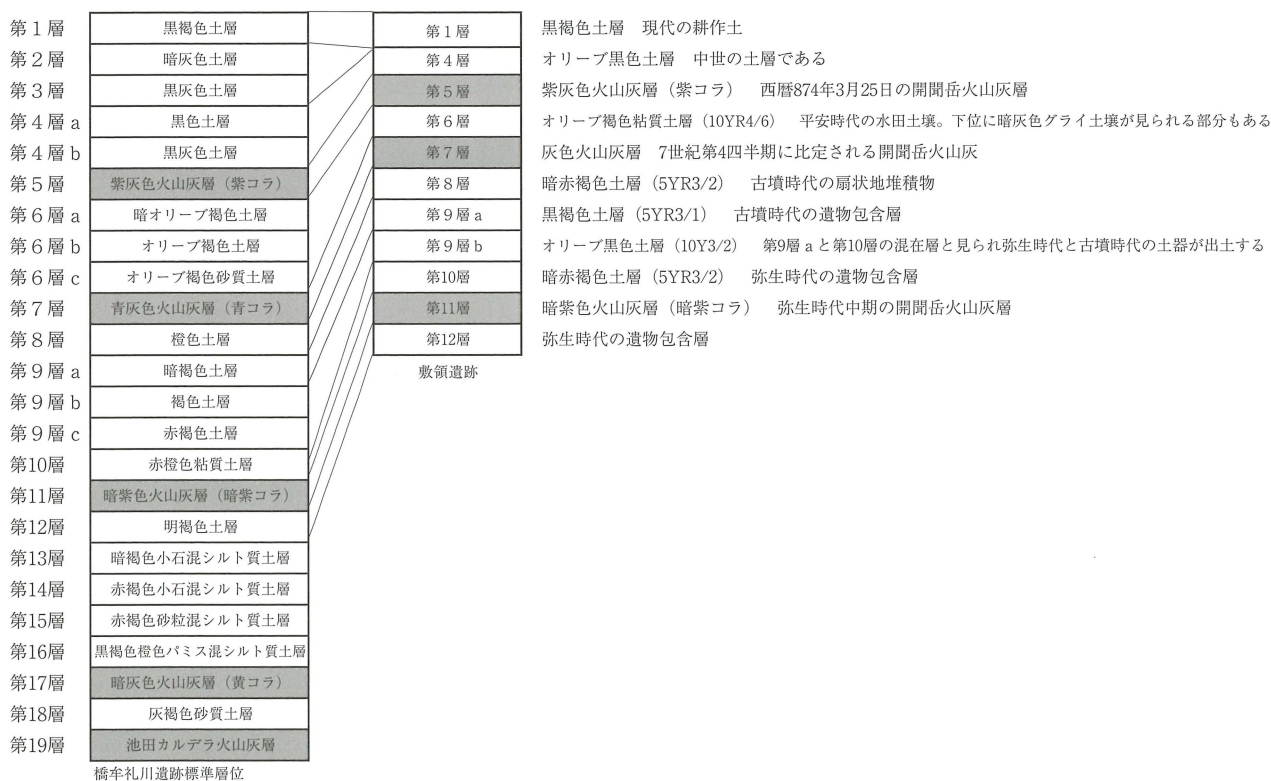 第1層 黒褐色土層 第1層 黒褐色土層 現代の耕作土
第2層 暗灰色土層 第4層 オリーブ黒色土層 中世の土層である
第3層 黒灰色土層 第5層 紫灰色火山灰層(紫コラ) 西暦874年3月25日の開聞岳火山灰層
第4層a 黒色土層 第6層 オリーブ褐色粘質土層(10YR4/6) 平安時代の水田土壌。下位に暗灰色グライ土壌が見られる部分もある
第4層b 黒灰色土層 第7層 灰色火山灰層 7世紀第4四半期に比定される開聞岳火山灰
第5層 紫灰色火山灰層(紫コラ) 第8層 暗赤褐色土層(5YR3/2) 古墳時代の扇状地堆積物
第6層a 暗オリーブ褐色土層 第9層a 黒褐色土層(5YR3/1) 古墳時代の遺物包含層
第6層b オリーブ褐色土層 第9層b オリーブ黒色土層(10Y3/2) 第9層aと第10層の混在層と見られ弥生時代と古墳時代の土器が出土する
第6層c オリーブ褐色砂質土層 第10層 暗赤褐色土層(5YR3/2) 弥生時代の遺物包含層
第7層 青灰色火山灰層(青コラ) 第11層 暗紫色火山灰層(暗紫コラ) 弥生時代中期の開聞岳火山灰層
第8層 橙色土層 第12層 弥生時代の遺物包含層
第9層a 暗褐色土層 敷領遺跡
第9層b 褐色土層
第9層c 赤褐色土層
第10層 赤橙色粘質土層
第11層 暗紫色火山灰層(暗紫コラ)
第12層 明褐色土層
第13層 暗褐色小石混シルト質土層
第14層 赤褐色小石混シルト質土層
第15層 赤褐色砂粒混シルト質土層
第16層 黒褐色橙色パミス混シルト質土層
第17層 暗灰色火山灰層(黄コラ)
第18層 灰褐色砂質土層
第19層 池田カルデラ火山灰層
橋牟礼川遺跡標準層位